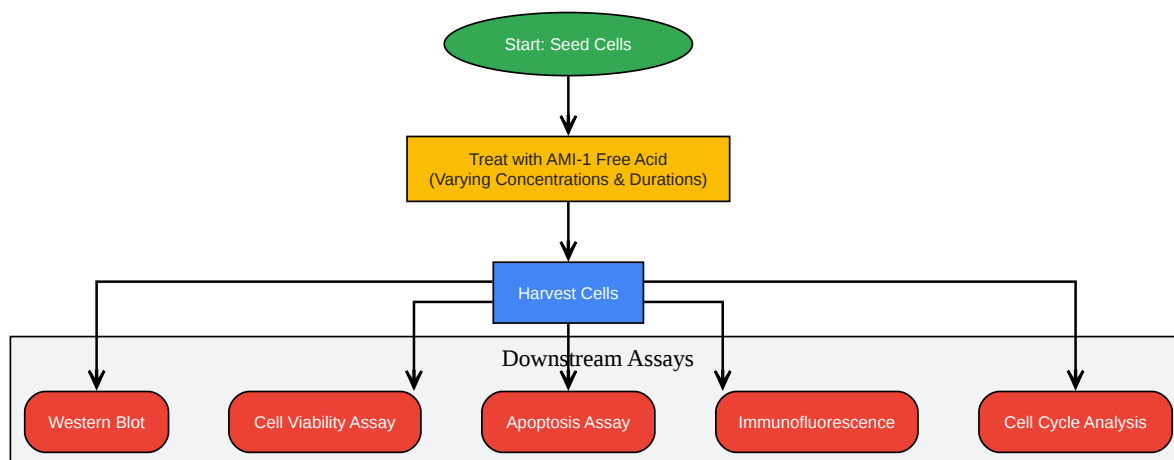 Start: Seed Cells
Treat with AMI-1 Free Acid
(Varying Concentrations & Durations)
Harvest Cells
Downstream Assays
Western Blot
Cell Viability Assay
Apoptosis Assay
Immunofluorescence
Cell Cycle Analysis